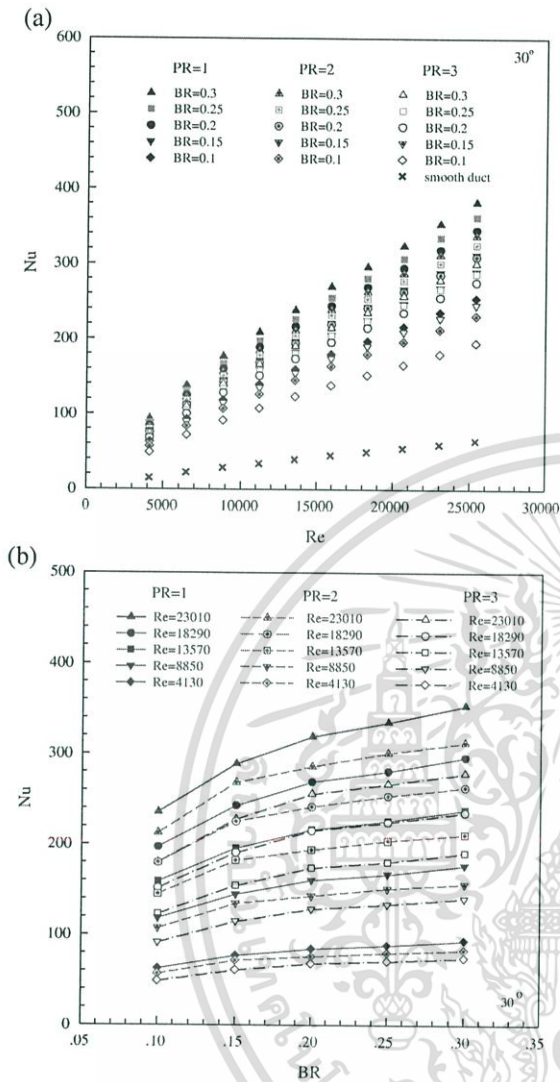 (a)
600
500
400
300
200
100
0
Nu
30°
PR=1 PR=2 PR=3
BR=0.3 BR=0.3 BR=0.3
BR=0.25 BR=0.25 BR=0.25
BR=0.2 BR=0.2 BR=0.2
BR=0.15 BR=0.15 BR=0.15
BR=0.1 BR=0.1 BR=0.1
smooth duct
0 5000 10000 15000 20000 25000 30000
Re
(b)
500
400
300
200
100
0
Nu
PR=1 PR=2 PR=3
Re=23010 Re=23010 Re=23010
Re=18290 Re=18290 Re=18290
Re=13570 Re=13570 Re=13570
Re=8850 Re=8850 Re=8850
Re=4130 Re=4130 Re=4130
30°
.05 .10 .15 .20 .25 .30 .35
BR